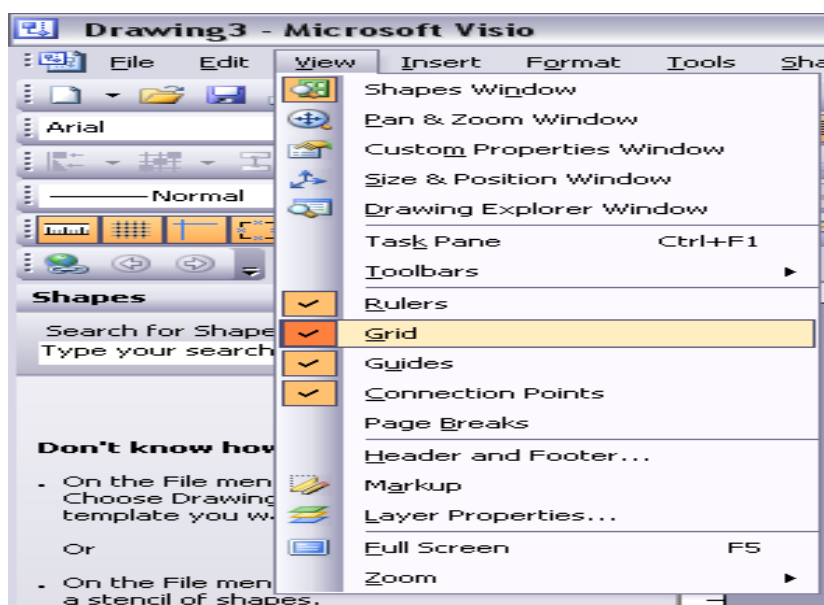 Drawing3 - Microsoft Visio
File Edit View Insert Format Tools Sha
Arial
Normal
Shapes
Search for Shape
Type your search
Don't know how
. On the File men
Choose Drawing
template you w
Or
. On the File men
a stencil of shapes.
Shapes Window
Pan & Zoom Window
Custom Properties Window
Size & Position Window
Drawing Explorer Window
Task Pane Ctrl+F1
Toolbars
Rulers
Grid
Guides
Connection Points
Page Breaks
Header and Footer...
Markup
Layer Properties...
Full Screen F5
Zoom